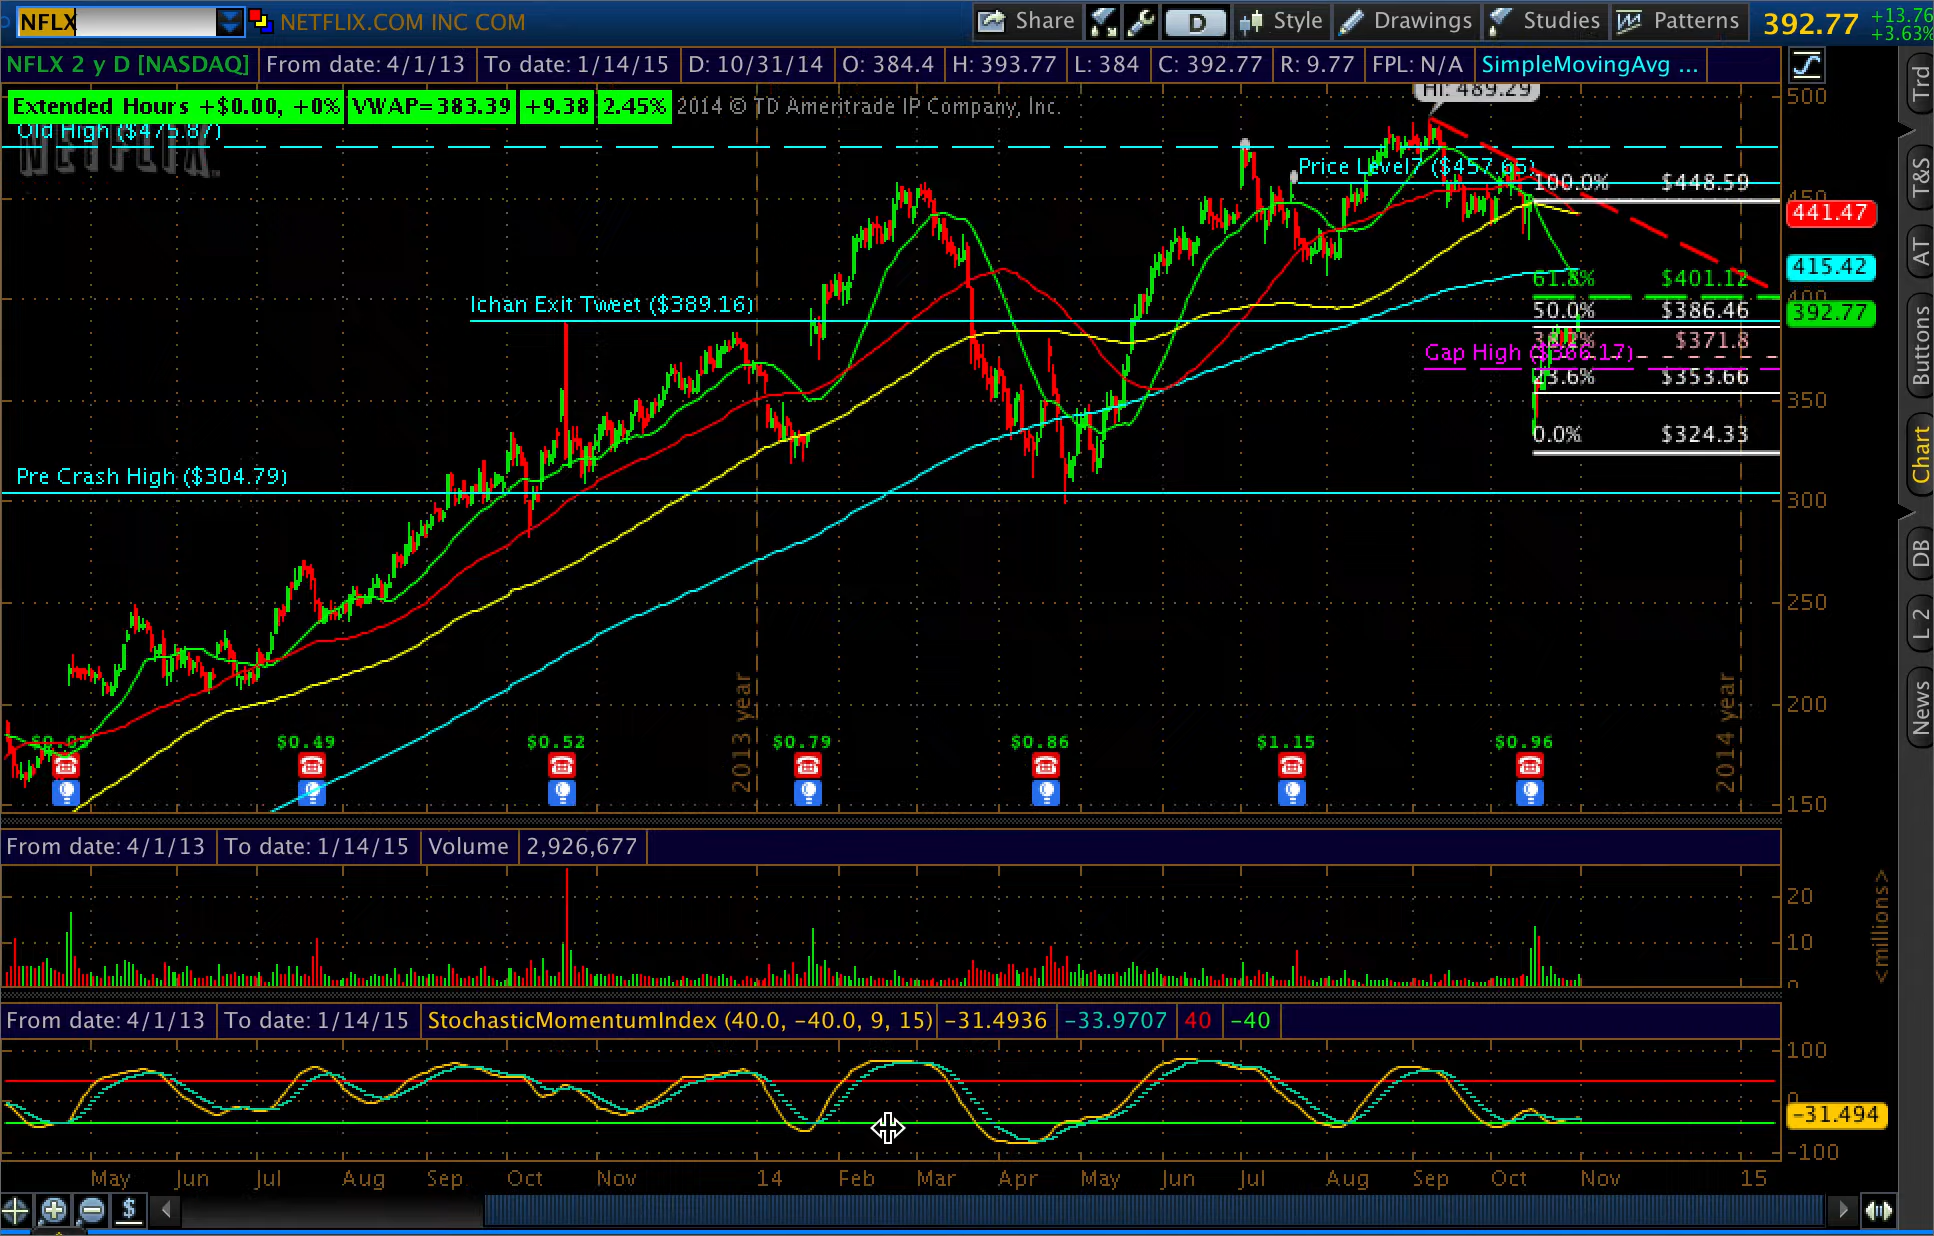 NFLX NETFLIX.COM INC COM Share D Style Drawings Studies Patterns 392.77 +13.76
+3.63%
NFLX 2 y D [NASDAQ] From date: 4/1/13 To date: 1/14/15 D: 10/31/14 O: 384.4 H: 393.77 L: 384 C: 392.77 R: 9.77 FPL: N/A SimpleMovingAvg ...
Extended Hours +$0.00, +0% VWAP=383.39 +9.38 2.45% 2014 © TD Ameritrade IP Company, Inc.
Hi: 489.29
500
Old High ($475.87)
NETFLIX
Price Level7 ($457.65)
100.0% $448.59
450
441.47
415.42
61.8% $401.12
400
Ichan Exit Tweet ($389.16)
50.0% $386.46
392.77
$371.8
Gap High ($366.17)
23.6% $353.66
350
0.0% $324.33
Pre Crash High ($304.79)
300
250
200
150
2013 year
2014 year
$0.49 $0.52 $0.79 $0.86 $1.15 $0.96
From date: 4/1/13 To date: 1/14/15 Volume 2,926,677
20
10
0
<millions>
From date: 4/1/13 To date: 1/14/15 StochasticMomentumIndex (40.0, -40.0, 9, 15) -31.4936 -33.9707 40 -40
100
0
-31.494
-100
May Jun Jul Aug Sep Oct Nov 14 Feb Mar Apr May Jun Jul Aug Sep Oct Nov 15
$
Trd
T&S
AT
Buttons
Chart
DB
L 2
News